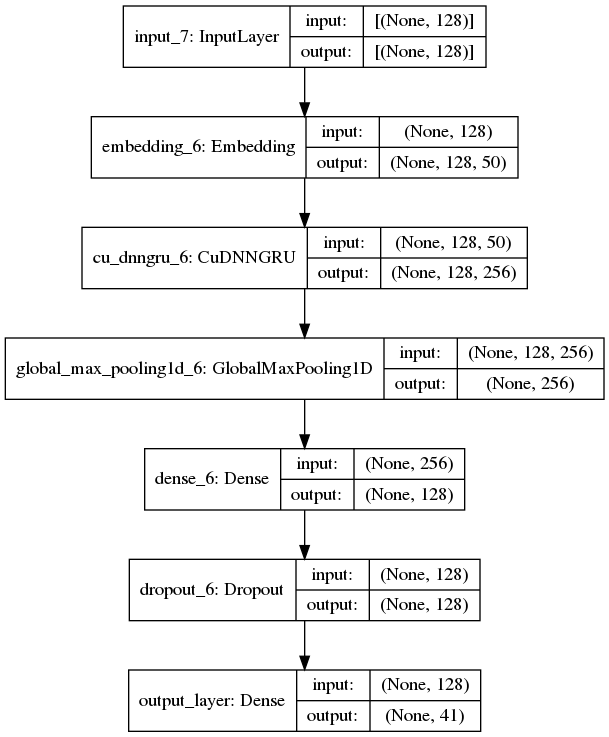 input_7: InputLayer
input: [(None, 128)]
output: [(None, 128)]
embedding_6: Embedding
input: (None, 128)
output: (None, 128, 50)
cu_dnngru_6: CuDNNGRU
input: (None, 128, 50)
output: (None, 128, 256)
global_max_pooling1d_6: GlobalMaxPooling1D
input: (None, 128, 256)
output: (None, 256)
dense_6: Dense
input: (None, 256)
output: (None, 128)
dropout_6: Dropout
input: (None, 128)
output: (None, 128)
output_layer: Dense
input: (None, 128)
output: (None, 41)